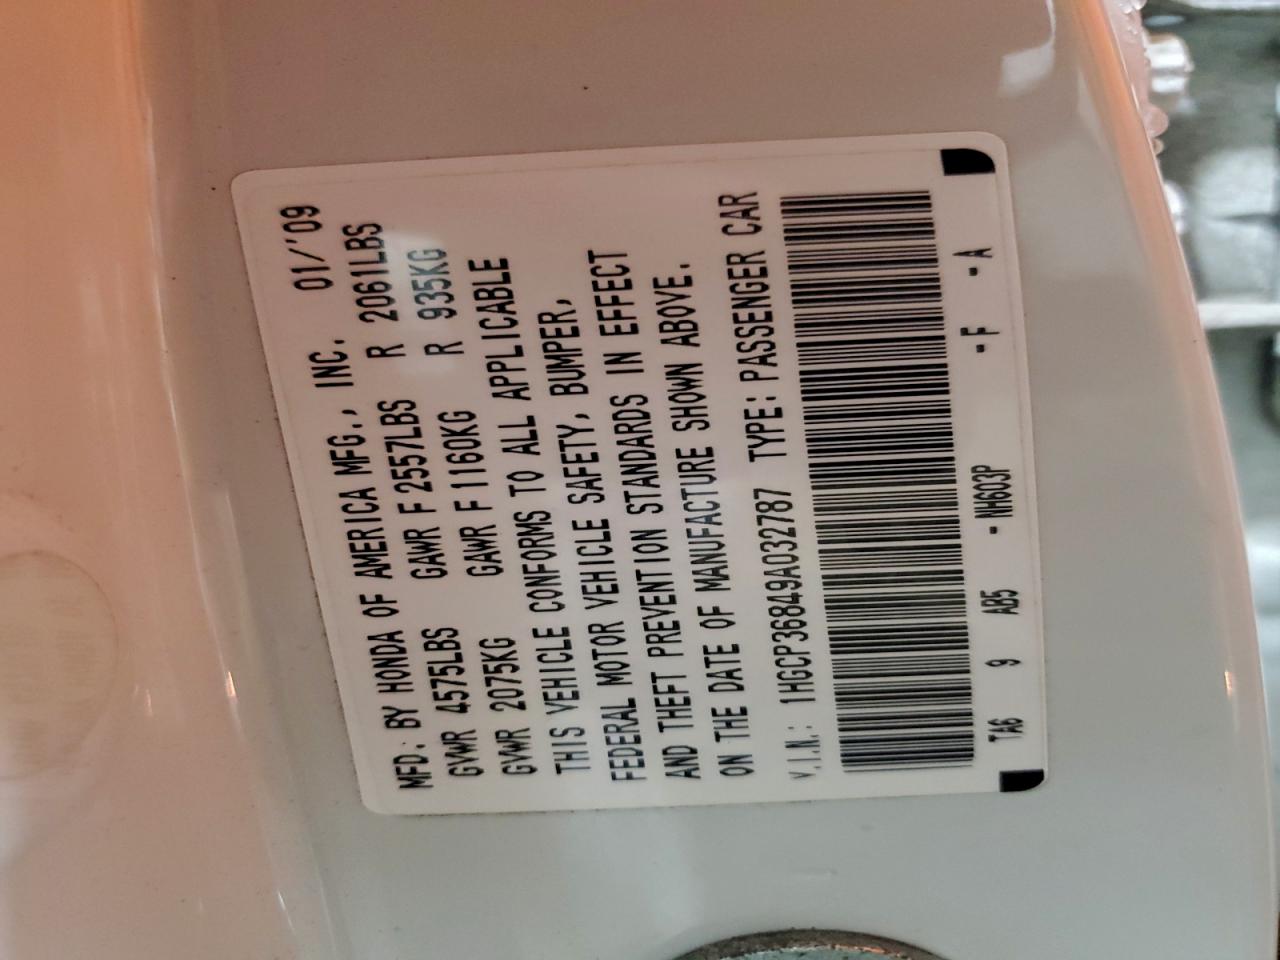 MFD. BY HONDA OF AMERICA MFG., INC. 01/'09
GVWR 4575LBS GAWR F 2557LBS R 2061LBS
GVWR 2075KG GAWR F 1160KG R 935KG
THIS VEHICLE CONFORMS TO ALL APPLICABLE
FEDERAL MOTOR VEHICLE SAFETY, BUMPER,
AND THEFT PREVENTION STANDARDS IN EFFECT
ON THE DATE OF MANUFACTURE SHOWN ABOVE.
V.I.N.: 1HGCP36849A032787 TYPE: PASSENGER CAR
TA6 9 AB5 - NH603P - F - A